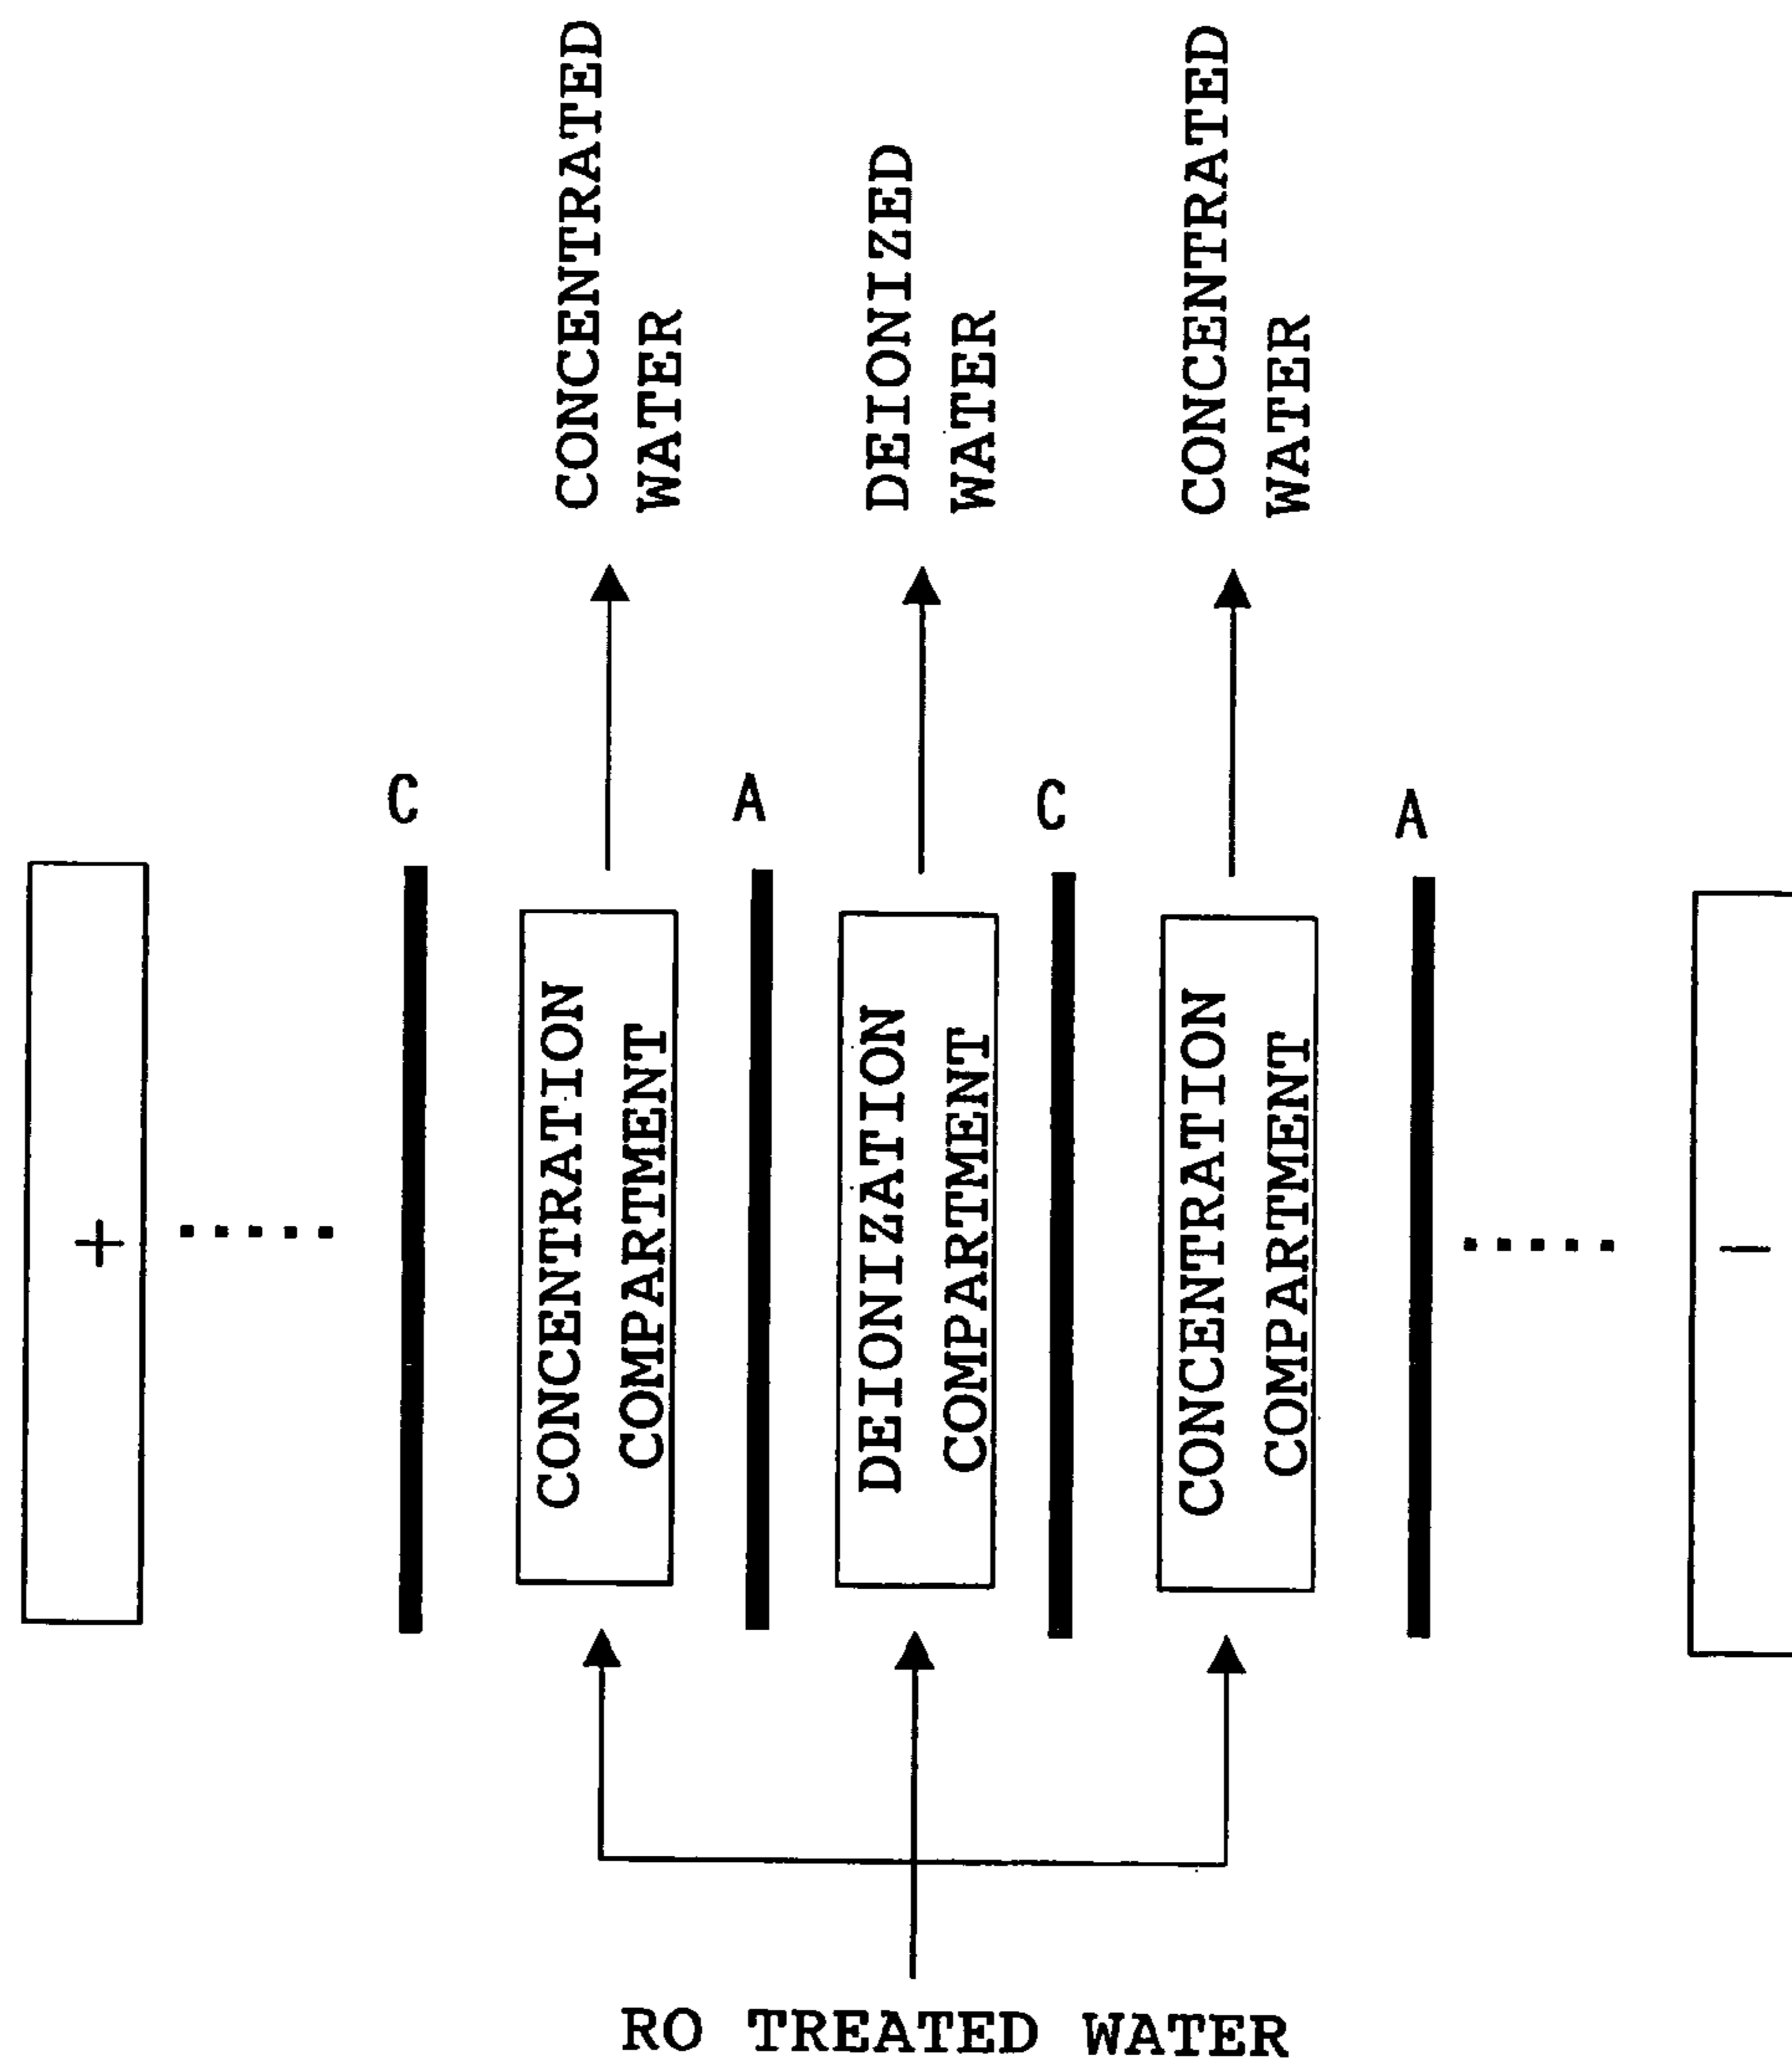 CONCENTRATED
WATER
DEIONIZED
WATER
CONCENTRATED
WATER
C
A
C
A
+
CONCENTRATION
COMPARTMENT
DEIONIZATION
COMPARTMENT
CONCENTRATION
COMPARTMENT
−
RO TREATED WATER